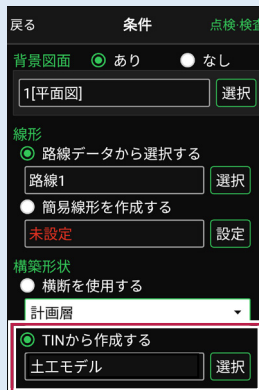 戻る 条件 点検·検査
背景図面 あり なし
1[平面図] 選択
線形
路線データから選択する
路線1 選択
簡易線形を作成する
未設定 設定
構築形状
横断を使用する
計画層
TINから作成する
土工モデル 選択